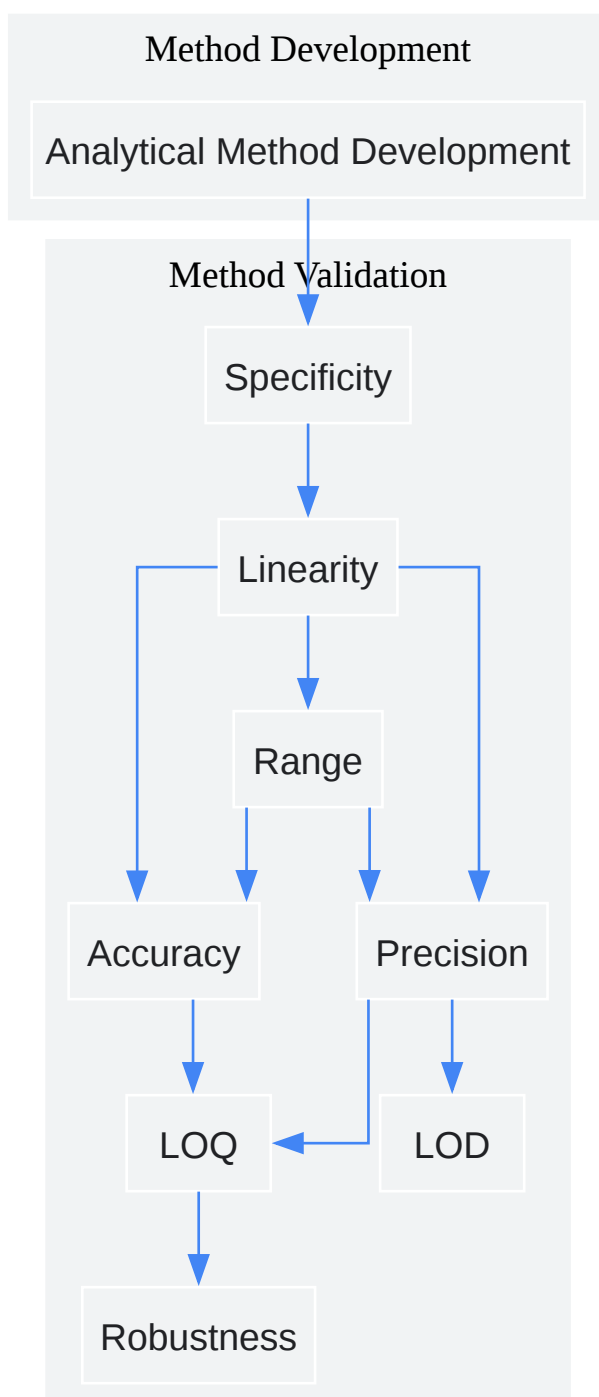 Method Development
Analytical Method Development
Method Validation
Specificity
Linearity
Range
Accuracy
Precision
LOQ
LOD
Robustness